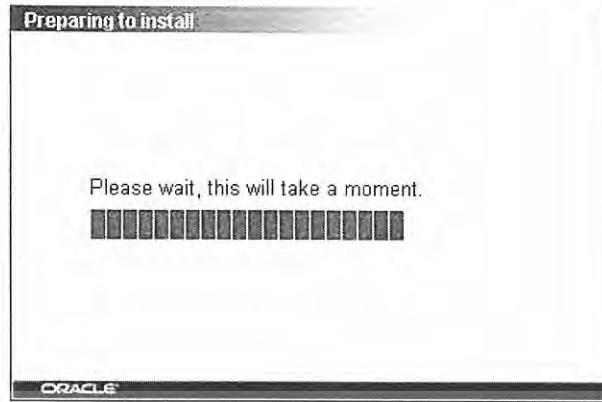 Preparing to install
Please wait, this will take a moment.
ORACLE